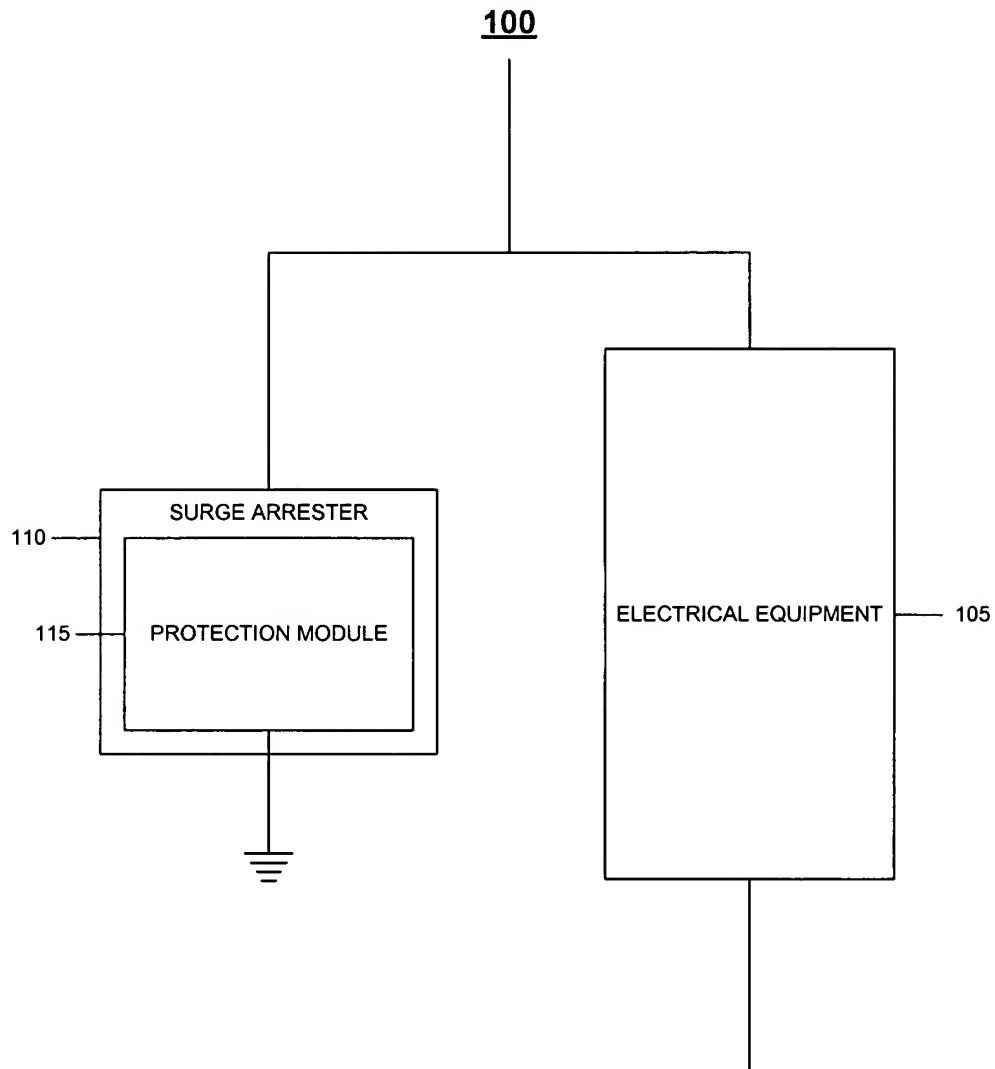 100
SURGE ARRESTER
110
115
PROTECTION MODULE
ELECTRICAL EQUIPMENT
105